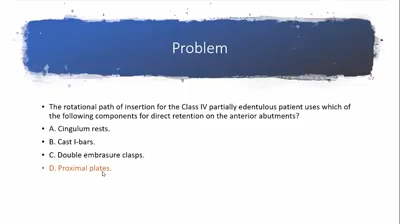 Problem
• The rotational path of insertion for the Class IV partially edentulous patient uses which of
the following components for direct retention on the anterior abutments?
• A. Cingulum rests.
• B. Cast I-bars.
• C. Double embrasure clasps.
• D. Proximal plates.